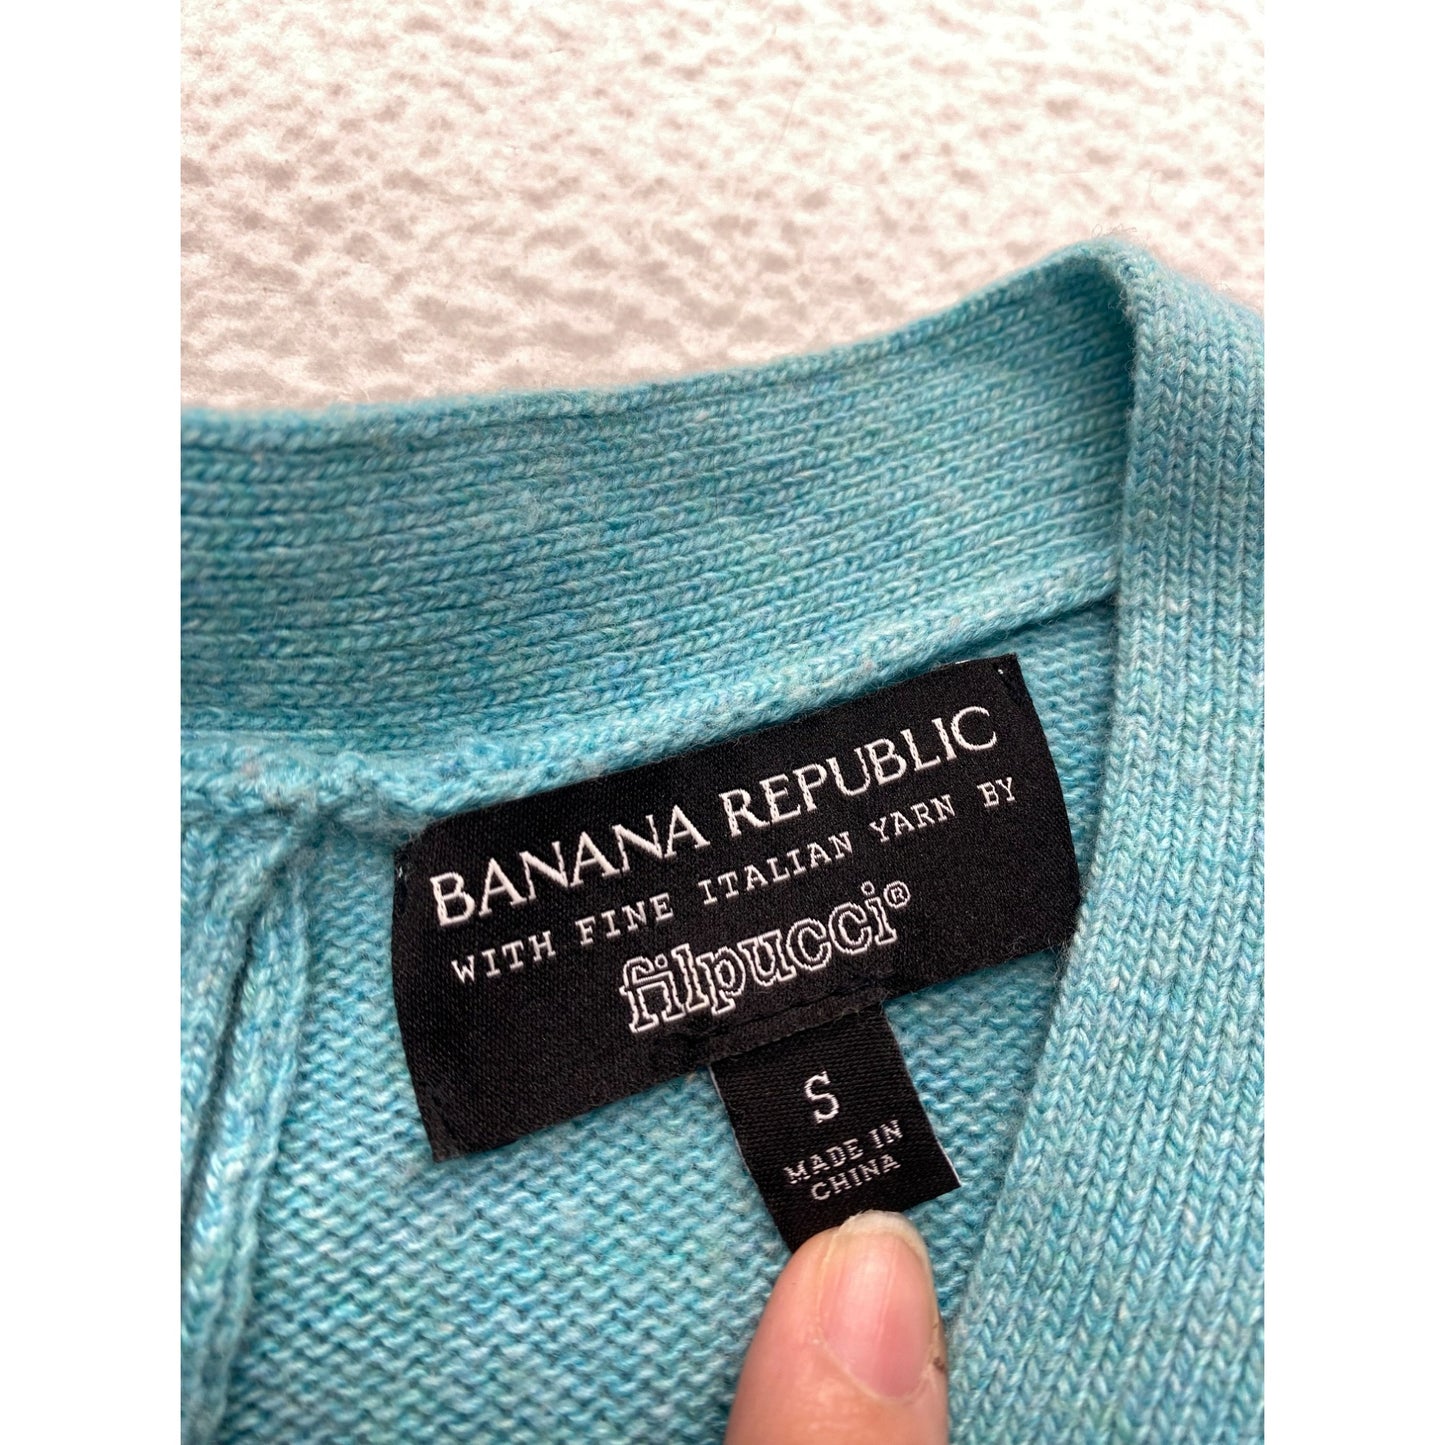 BANANA REPUBLIC
WITH FINE ITALIAN YARN BY
filpucci®
S
MADE IN
CHINA